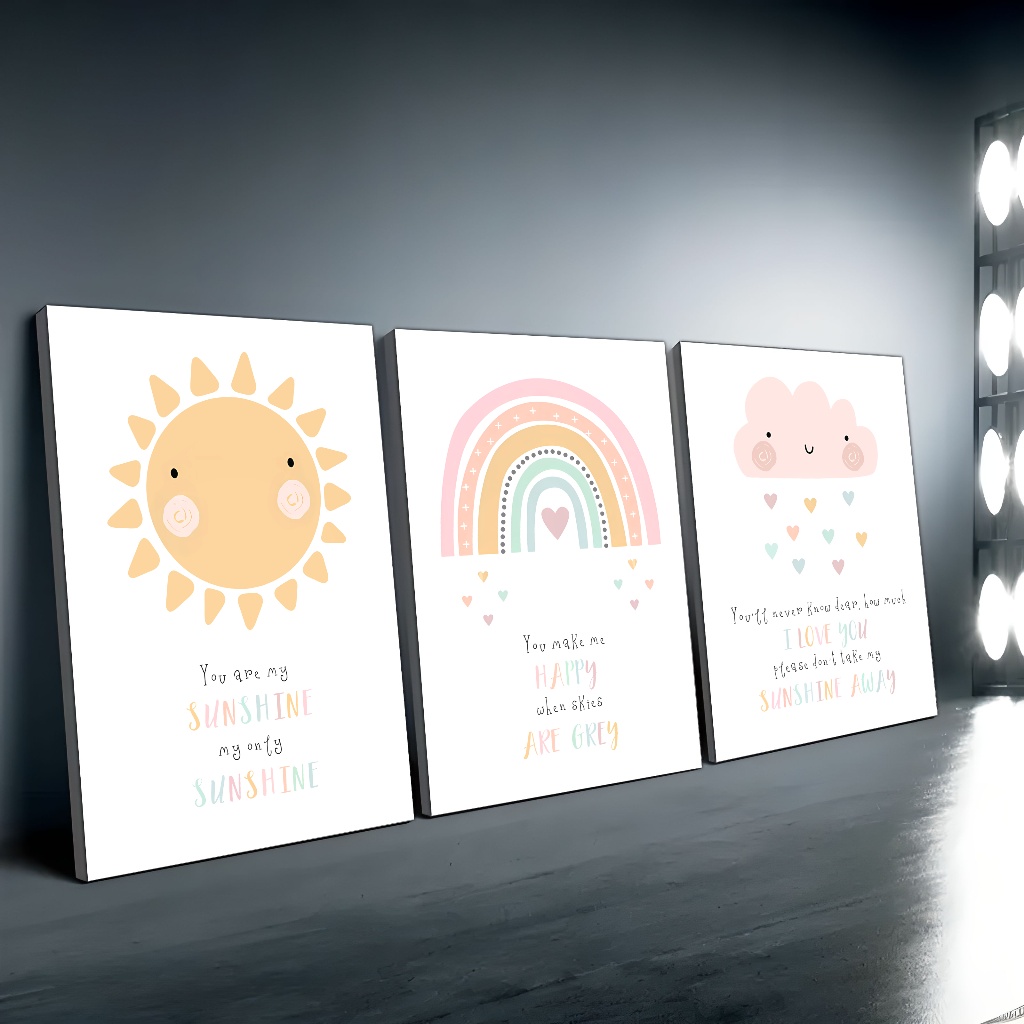 You are my
SUNSHINE
my only
SUNSHINE
You make me
HAPPY
when skies
ARE GREY
You'll never know dear, how much
I LOVE YOU
Please don't take my
SUNSHINE AWAY